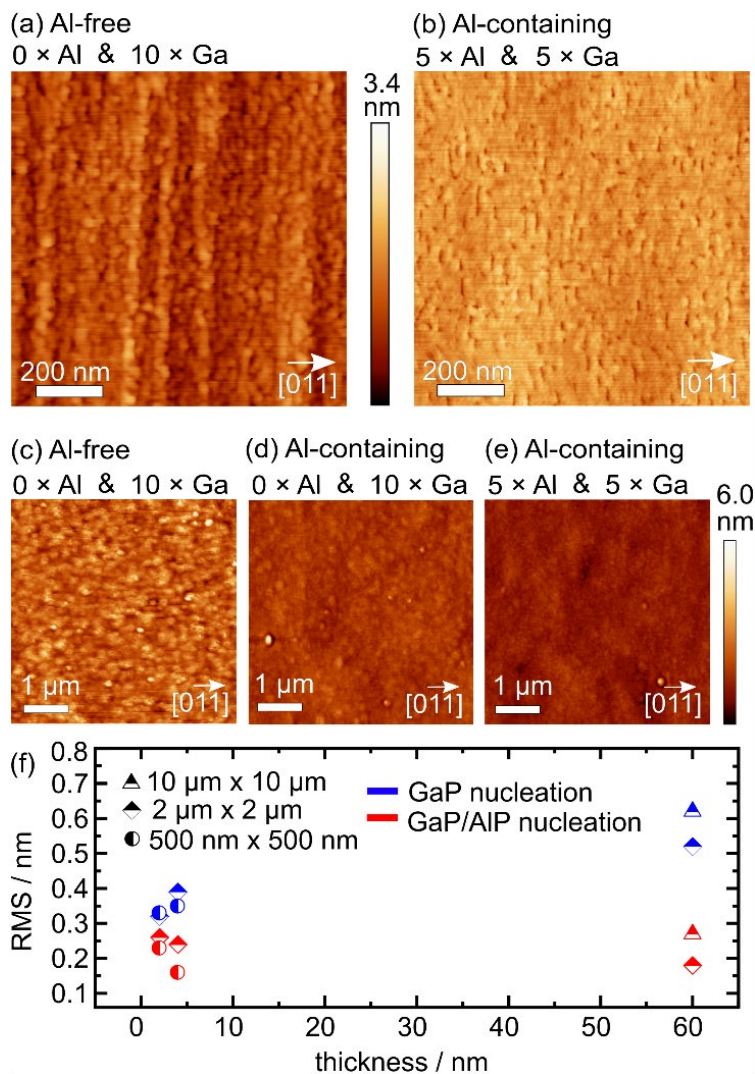 (a) Al-free
0 × Al & 10 × Ga
(b) Al-containing
5 × Al & 5 × Ga
3.4
nm
200 nm
[011]
200 nm
[011]
(c) Al-free
0 × Al & 10 × Ga
(d) Al-containing
0 × Al & 10 × Ga
(e) Al-containing
5 × Al & 5 × Ga
6.0
nm
1 µm
[011]
1 µm
[011]
1 µm
[011]
(f)
10 µm x 10 µm
2 µm x 2 µm
500 nm x 500 nm
GaP nucleation
GaP/AlP nucleation
RMS / nm
0.8
0.7
0.6
0.5
0.4
0.3
0.2
0.1
0 10 20 30 40 50 60
thickness / nm